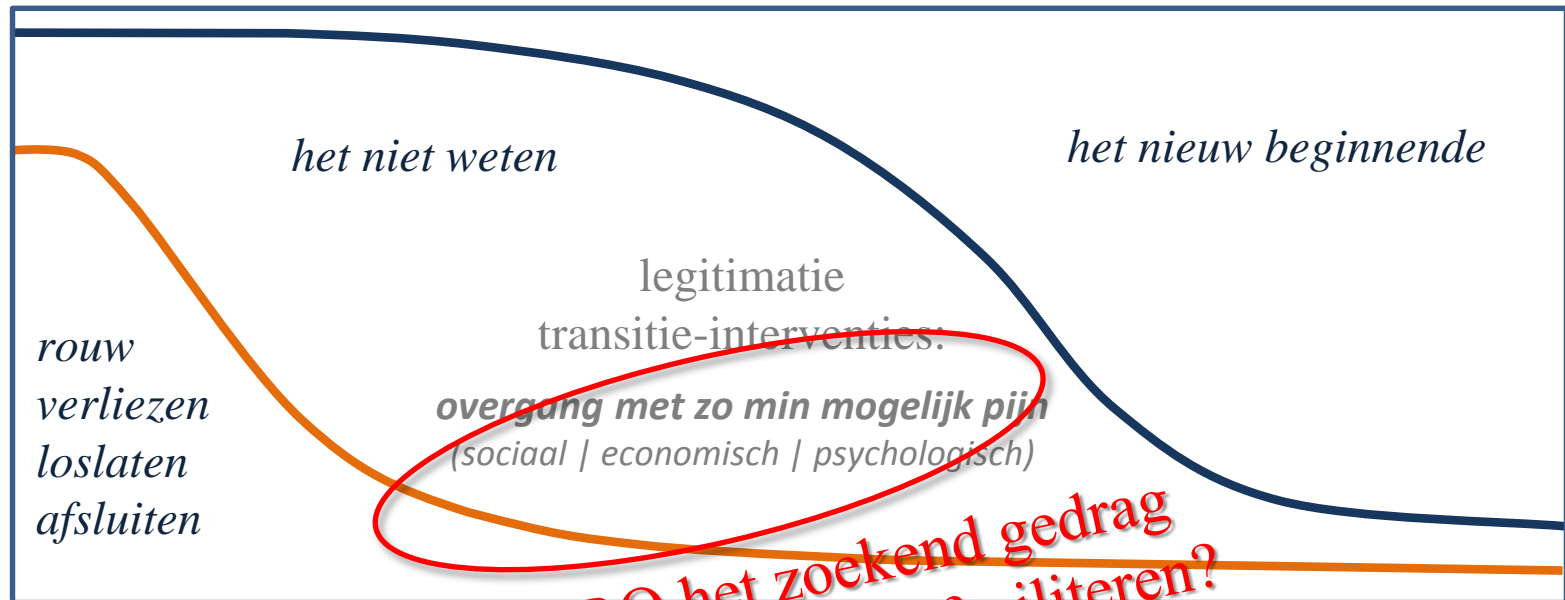 het niet weten
het nieuw beginnende
legitimatie
transitie-interventies:
overgang met zo min mogelijk pijn
(sociaal | economisch | psychologisch)
rouw
verliezen
loslaten
afsluiten
het zoekend gedrag